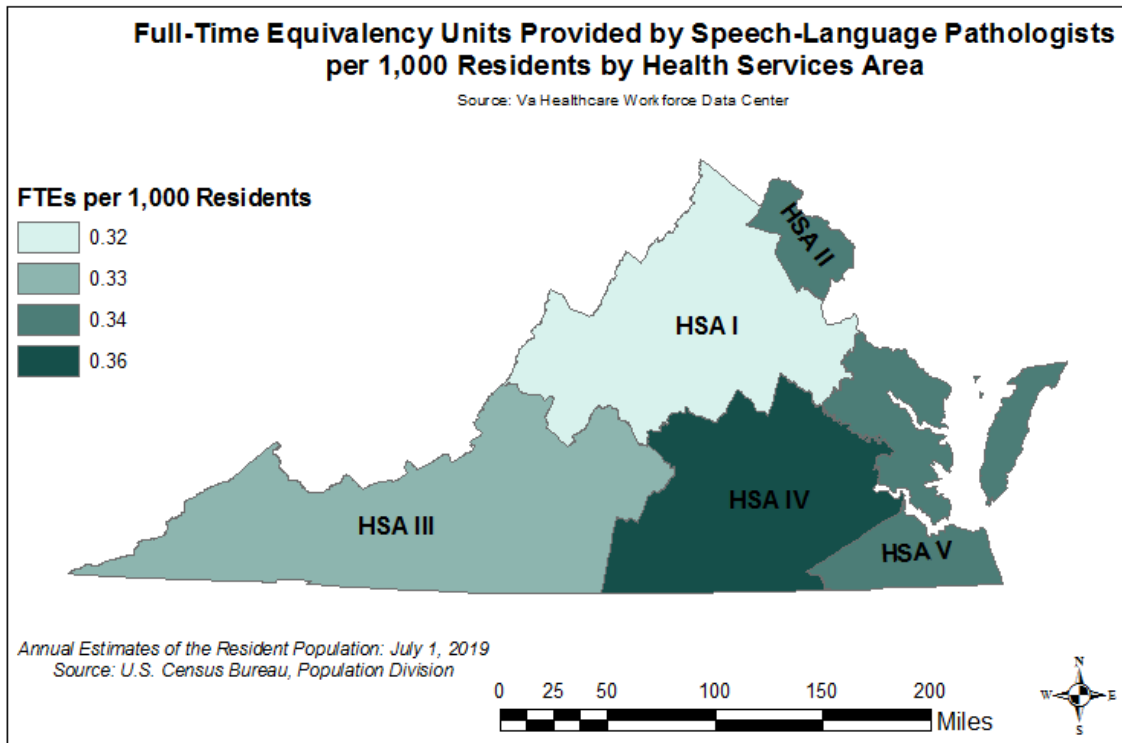 Full-Time Equivalency Units Provided by Speech-Language Pathologists
per 1,000 Residents by Health Services Area
Source: Va Healthcare Workforce Data Center
FTEs per 1,000 Residents
0.32
0.33
0.34
0.36
HSA II
HSA I
HSA IV
HSA III
HSA V
Annual Estimates of the Resident Population: July 1, 2019
Source: U.S. Census Bureau, Population Division
0 25 50 100 150 200
Miles
N
W E
S